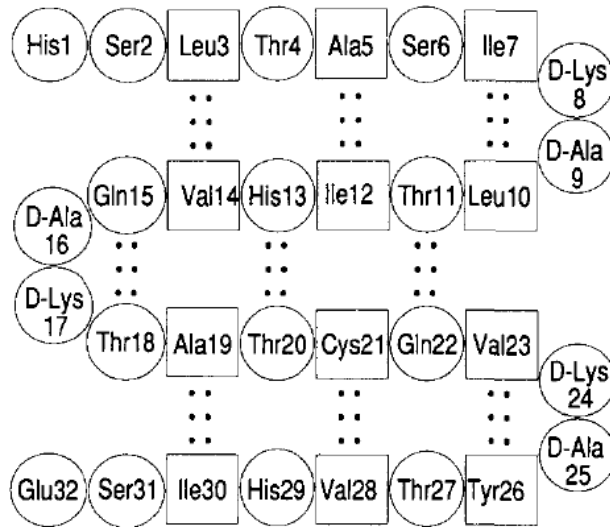 His1 Ser2 Leu3 Thr4 Ala5 Ser6 Ile7
D-Lys
8
D-Ala
9
Gln15 Val14 His13 Ile12 Thr11 Leu10
D-Ala
16
D-Lys
17
Thr18 Ala19 Thr20 Cys21 Gln22 Val23
D-Lys
24
D-Ala
25
Glu32 Ser31 Ile30 His29 Val28 Thr27 Tyr26